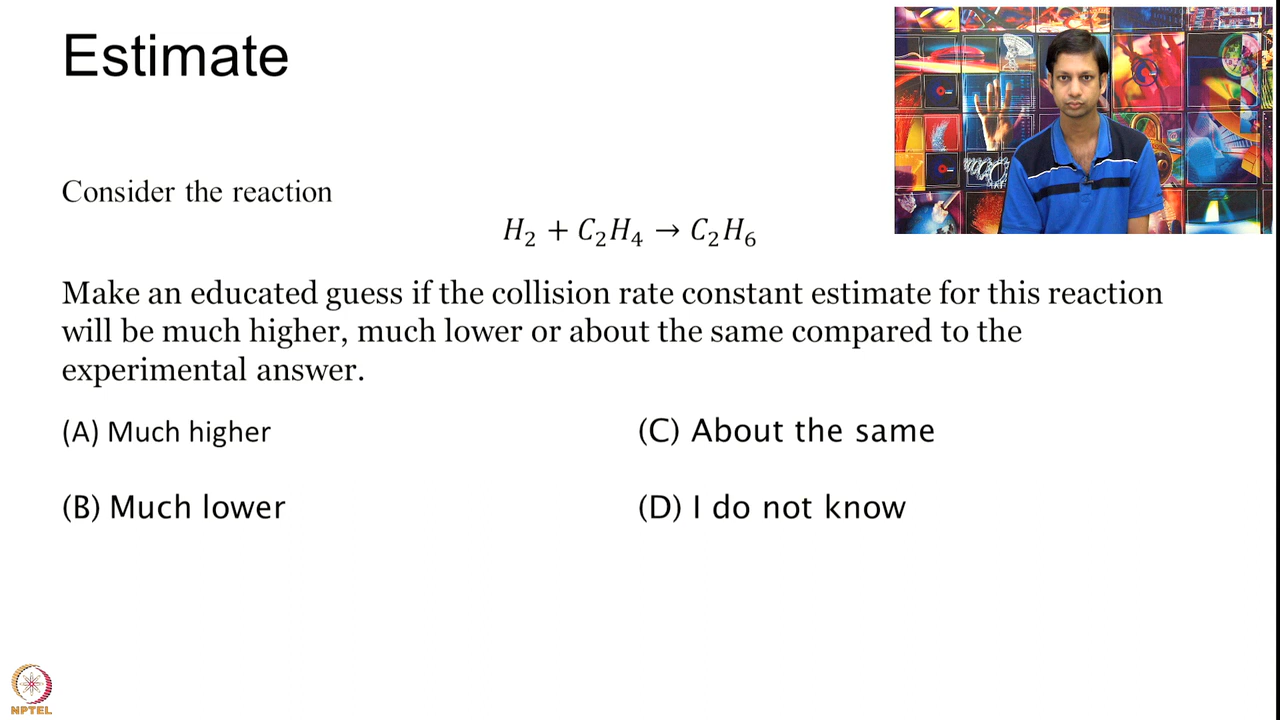 Estimate
Consider the reaction
H₂ + C₂H₄ → C₂H₆
Make an educated guess if the collision rate constant estimate for this reaction
will be much higher, much lower or about the same compared to the
experimental answer.
(A) Much higher
(C) About the same
(B) Much lower
(D) I do not know
NPTEL